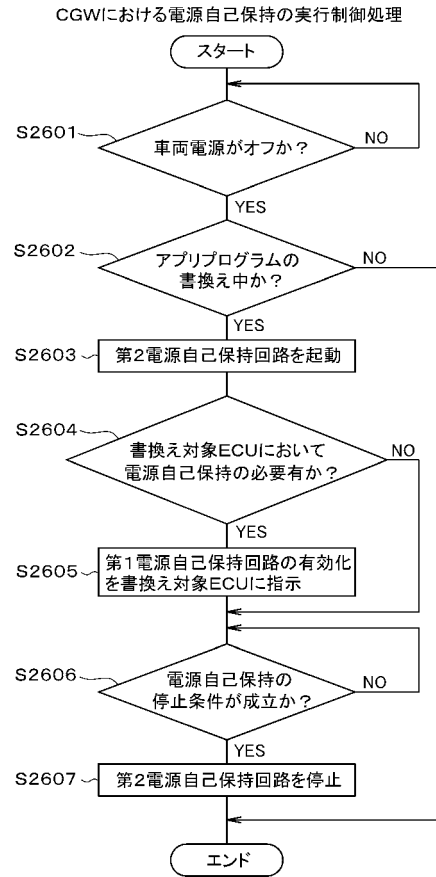 CGWにおける電源自己保持の実行制御処理
スタート
S2601
車両電源がオフか？
NO
YES
S2602
アプリプログラムの
書換え中か？
NO
YES
S2603
第2電源自己保持回路を起動
S2604
書換え対象ECUにおいて
電源自己保持の必要有か？
NO
YES
S2605
第1電源自己保持回路の有効化
を書換え対象ECUに指示
S2606
電源自己保持の
停止条件が成立か？
NO
YES
S2607
第2電源自己保持回路を停止
エンド